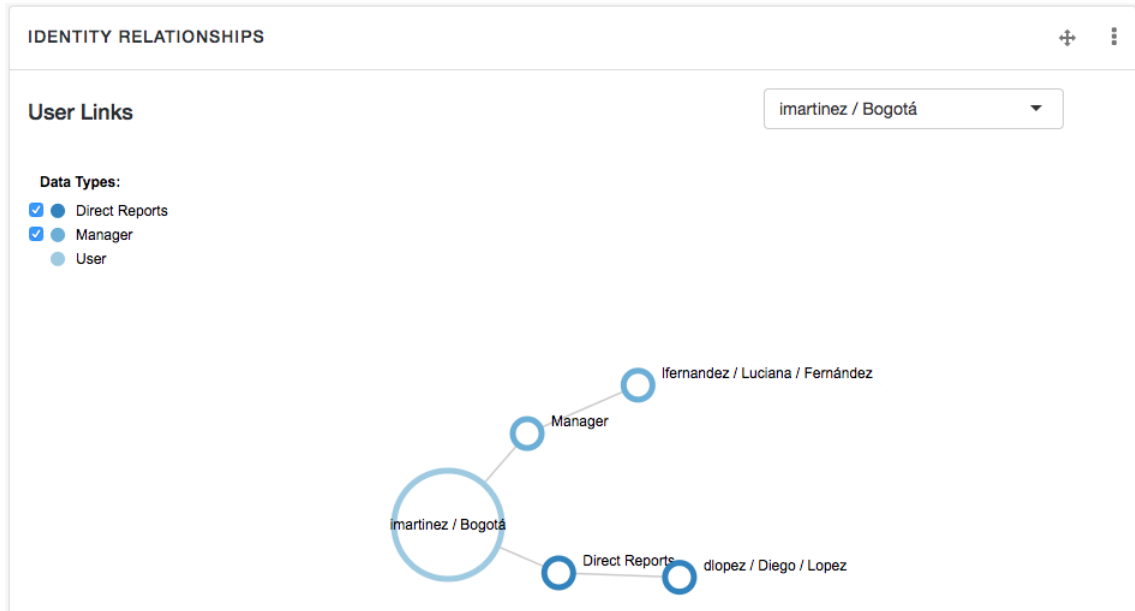 IDENTITY RELATIONSHIPS
User Links
imartinez / Bogotá
Data Types:
Direct Reports
Manager
User
lfernandez / Luciana / Fernández
Manager
imartinez / Bogotá
Direct Reports
dlopez / Diego / Lopez